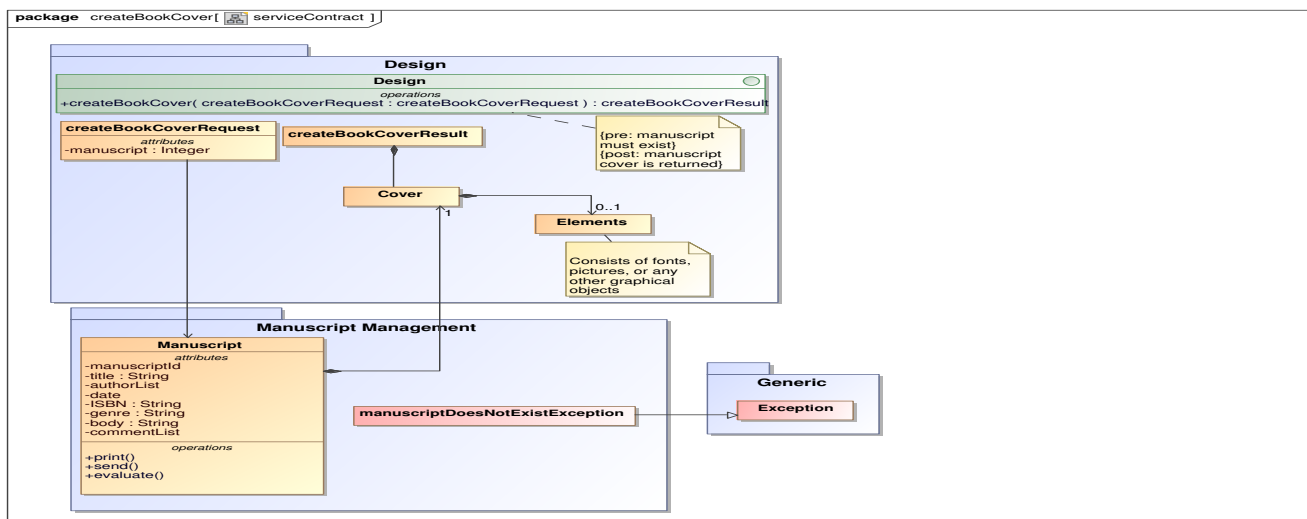 package createBookCover[ serviceContract ]
Design
Design
operations
+createBookCover( createBookCoverRequest : createBookCoverRequest ) : createBookCoverResult
createBookCoverRequest
attributes
-manuscript : Integer
createBookCoverResult
{pre: manuscript
must exist}
{post: manuscript
cover is returned}
Cover
1
0..1
Elements
Consists of fonts,
pictures, or any
other graphical
objects
Manuscript Management
Manuscript
attributes
-manuscriptId
-title : String
-authorList
-date
-ISBN : String
-genre : String
-body : String
-commentList
operations
+print()
+send()
+evaluate()
manuscriptDoesNotExistException
Generic
Exception